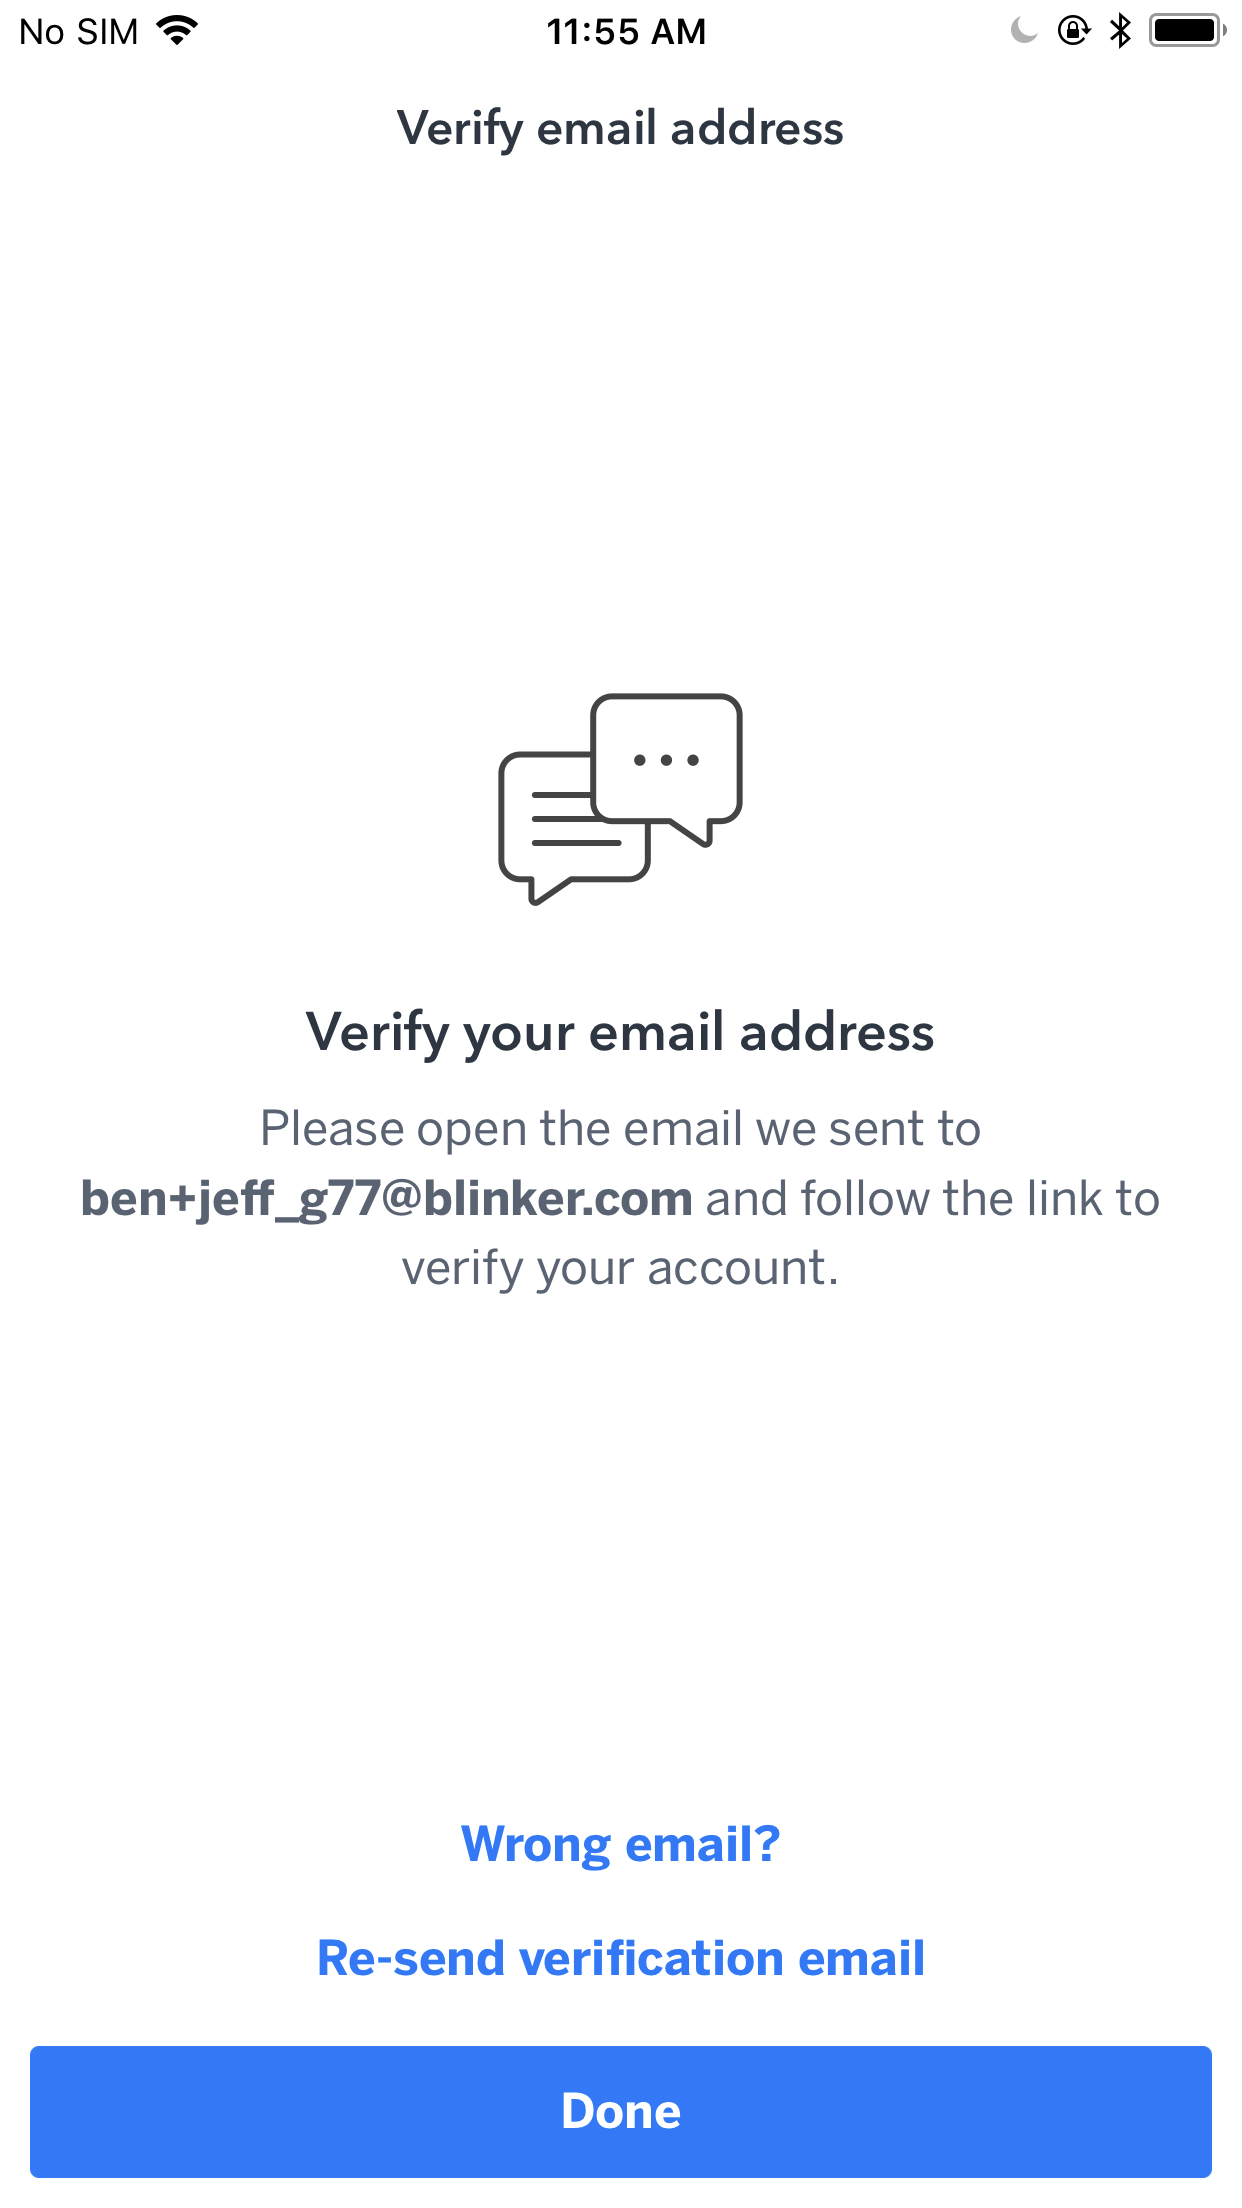 No SIM 11:55 AM
Verify email address
Verify your email address
Please open the email we sent to
ben+jeff_g77@blinker.com and follow the link to
verify your account.
Wrong email?
Re-send verification email
Done